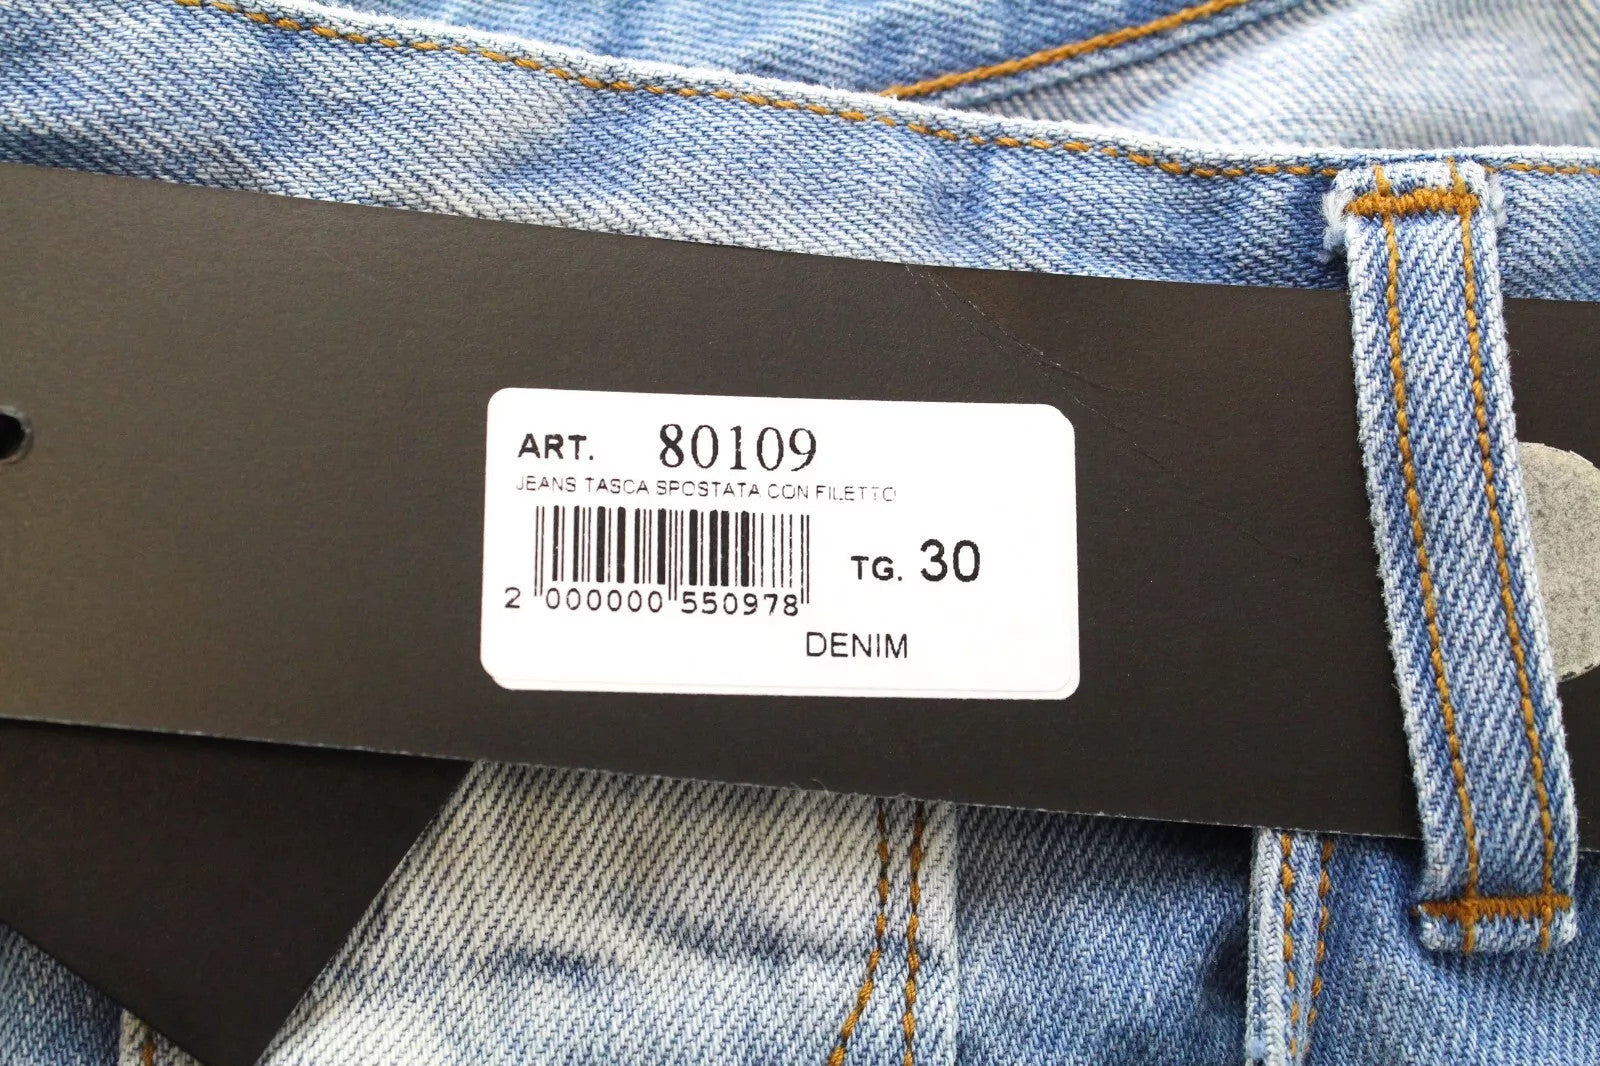 ART. 80109
JEANS TASCA SPOSTATA CON FILETTO
TG. 30
2 000000 550978
DENIM